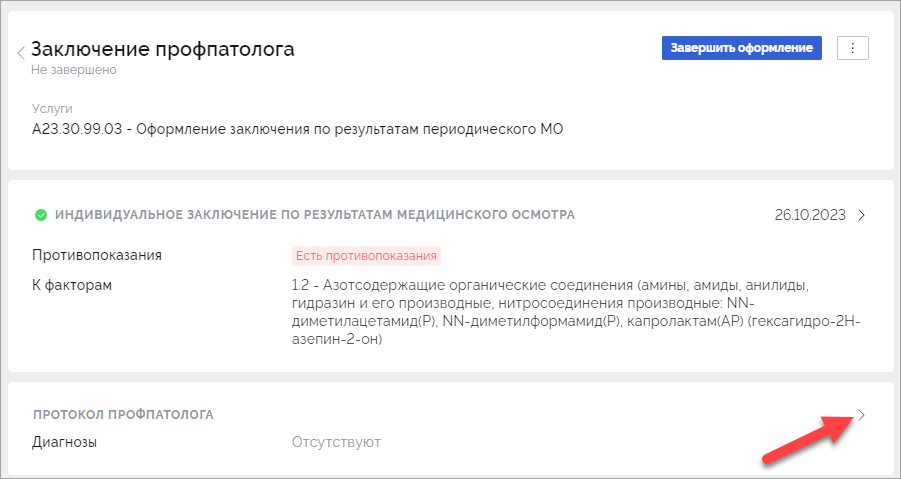 Заключение профпатолога
Завершить оформление
Не завершено
Услуги
A23.30.99.03 - Оформление заключения по результатам периодического МО
ИНДИВИДУАЛЬНОЕ ЗАКЛЮЧЕНИЕ ПО РЕЗУЛЬТАТАМ МЕДИЦИНСКОГО ОСМОТРА
26.10.2023
Противопоказания
Есть противопоказания
К факторам
1.2 - Азотсодержащие органические соединения (амины, амиды, анилиды,
гидразин и его производные, нитросоединения производные: NN-
диметилацетамид(Р), NN-диметилформамид(Р), капролактам(АР) (гексагидро-2Н-
азепин-2-он)
ПРОТОКОЛ ПРОФПАТОЛОГА
Диагнозы
Отсутствуют